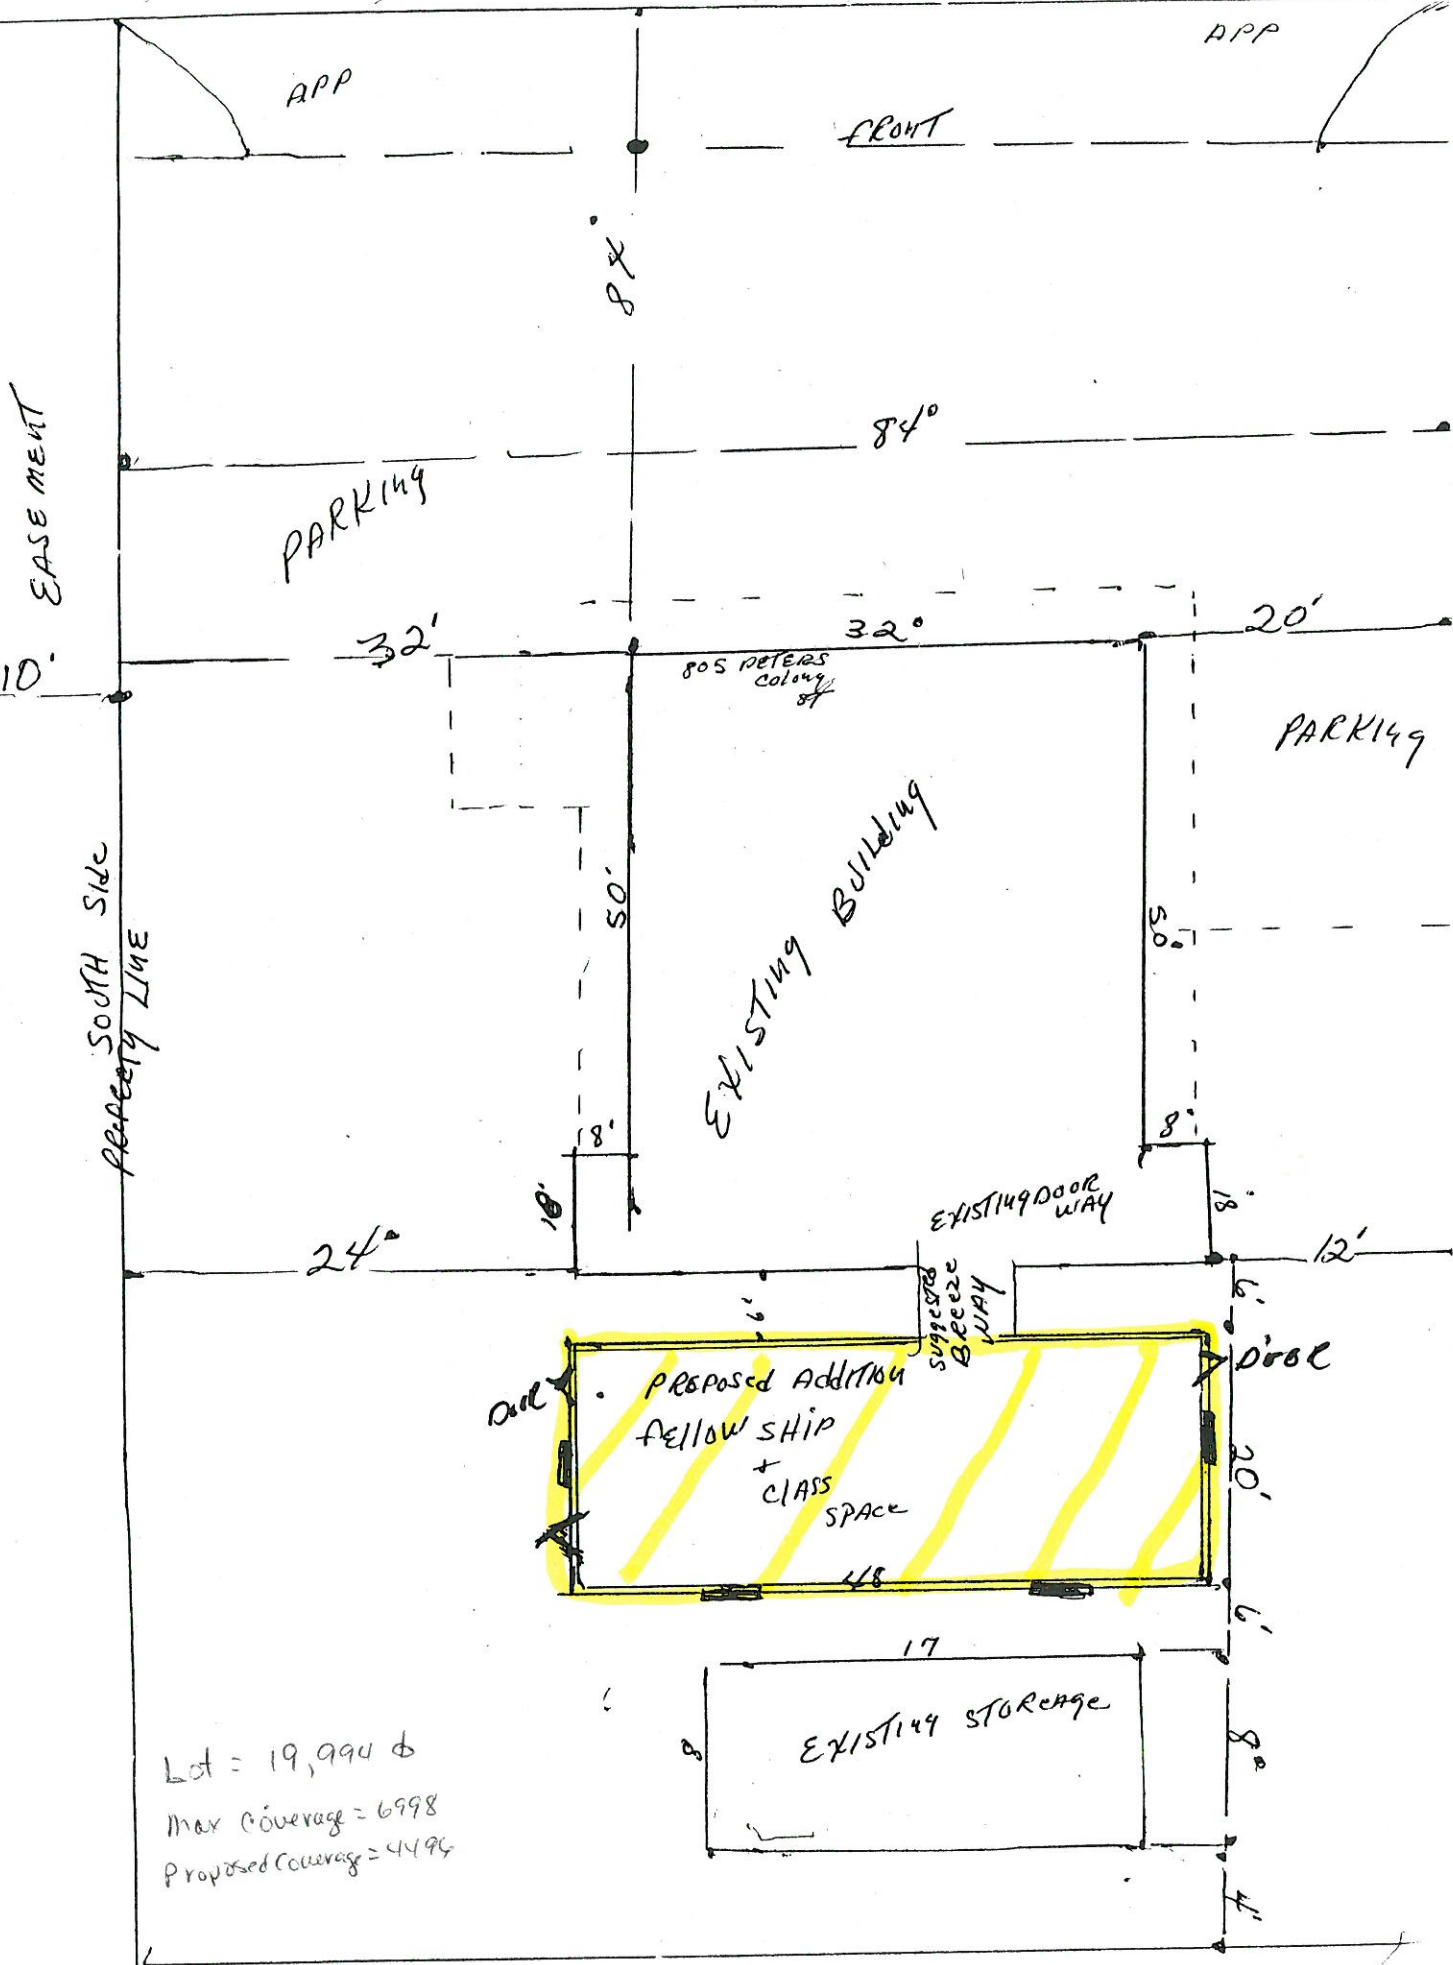 APP
APP
FRONT
84°
84°
EASEMENT
PARKING
32'
32°
20'
10'
805 PETERS
Colony
PARKING
EXISTING BUILDING
50'
50°
SOUTH SIDE
PROPERTY LINE
8'
8'
18'
18'
EXISTING DOOR
WAY
24°
12'
6'
6'
SUGGESTED
BREEZE
WAY
DOOR
DOOR
PROPOSED ADDITION
FELLOW SHIP
+
CLASS
SPACE
20'
48
6'
17
8
EXISTING STOREAGE
8°
Lot = 19,994
Max Coverage = 6998
Proposed Coverage = 4496
4'